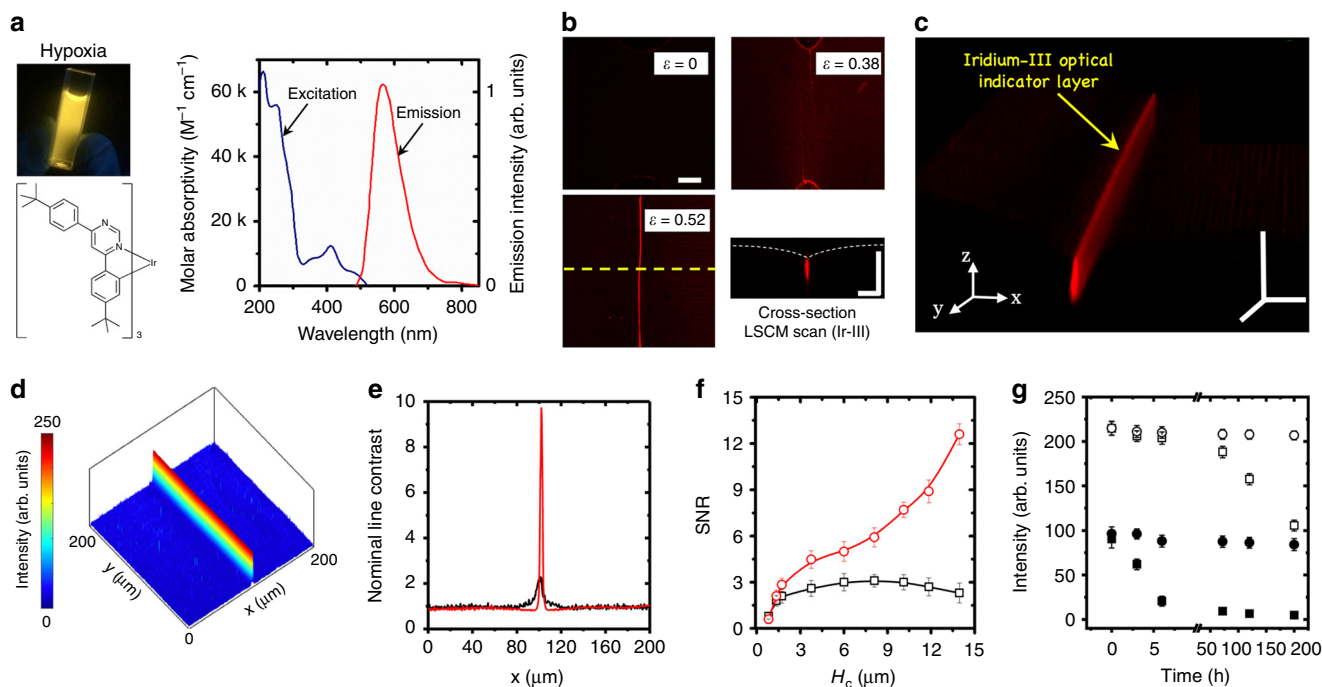 a
Hypoxia
N
N
Ir
3
Molar absorptivity (M⁻¹ cm⁻¹)
60 k
40 k
20 k
0
Excitation
Emission
1
0
Emission intensity (arb. units)
200 400 600 800
Wavelength (nm)
b
ε = 0
ε = 0.38
ε = 0.52
Cross-section
LSCM scan (Ir-III)
c
Iridium-III optical
indicator layer
z
y
x
d
Intensity (arb. units)
250
0
200
y (μm)
0
x (μm)
200
e
Nominal line contrast
10
8
6
4
2
0
0 40 80 120 160 200
x (μm)
f
SNR
15
12
9
6
3
0
0 3 6 9 12 15
Hc (μm)
g
Intensity (arb. units)
250
200
150
100
50
0
0 5 50 100 150 200
Time (h)